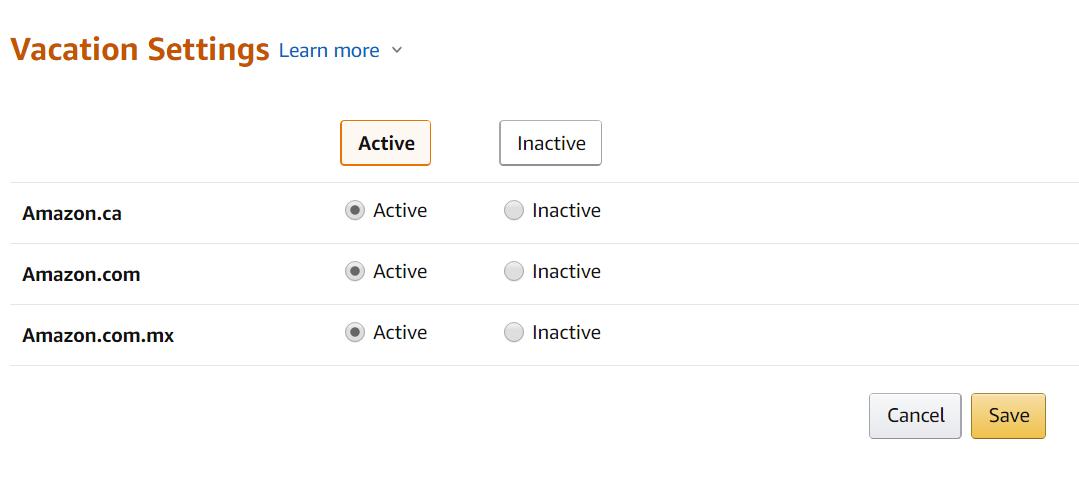 Vacation Settings Learn more
Active Inactive
Amazon.ca Active Inactive
Amazon.com Active Inactive
Amazon.com.mx Active Inactive
Cancel Save